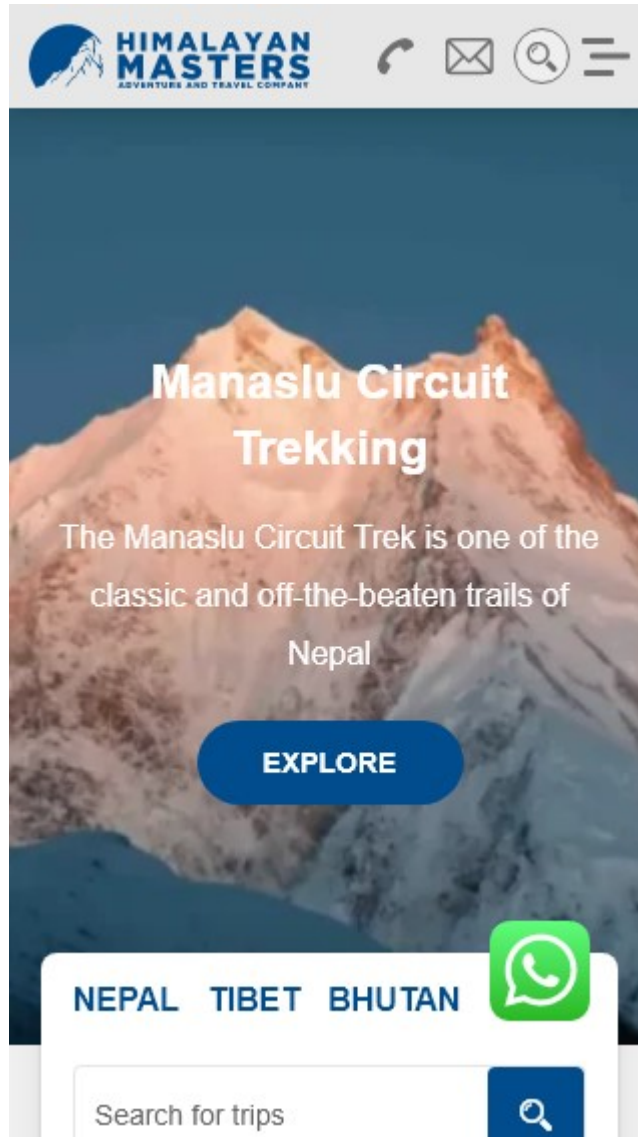 HIMALAYAN
MASTERS
ADVENTURE AND TRAVEL COMPANY
Manaslu Circuit
Trekking
The Manaslu Circuit Trek is one of the
classic and off-the-beaten trails of
Nepal
EXPLORE
NEPAL TIBET BHUTAN
Search for trips